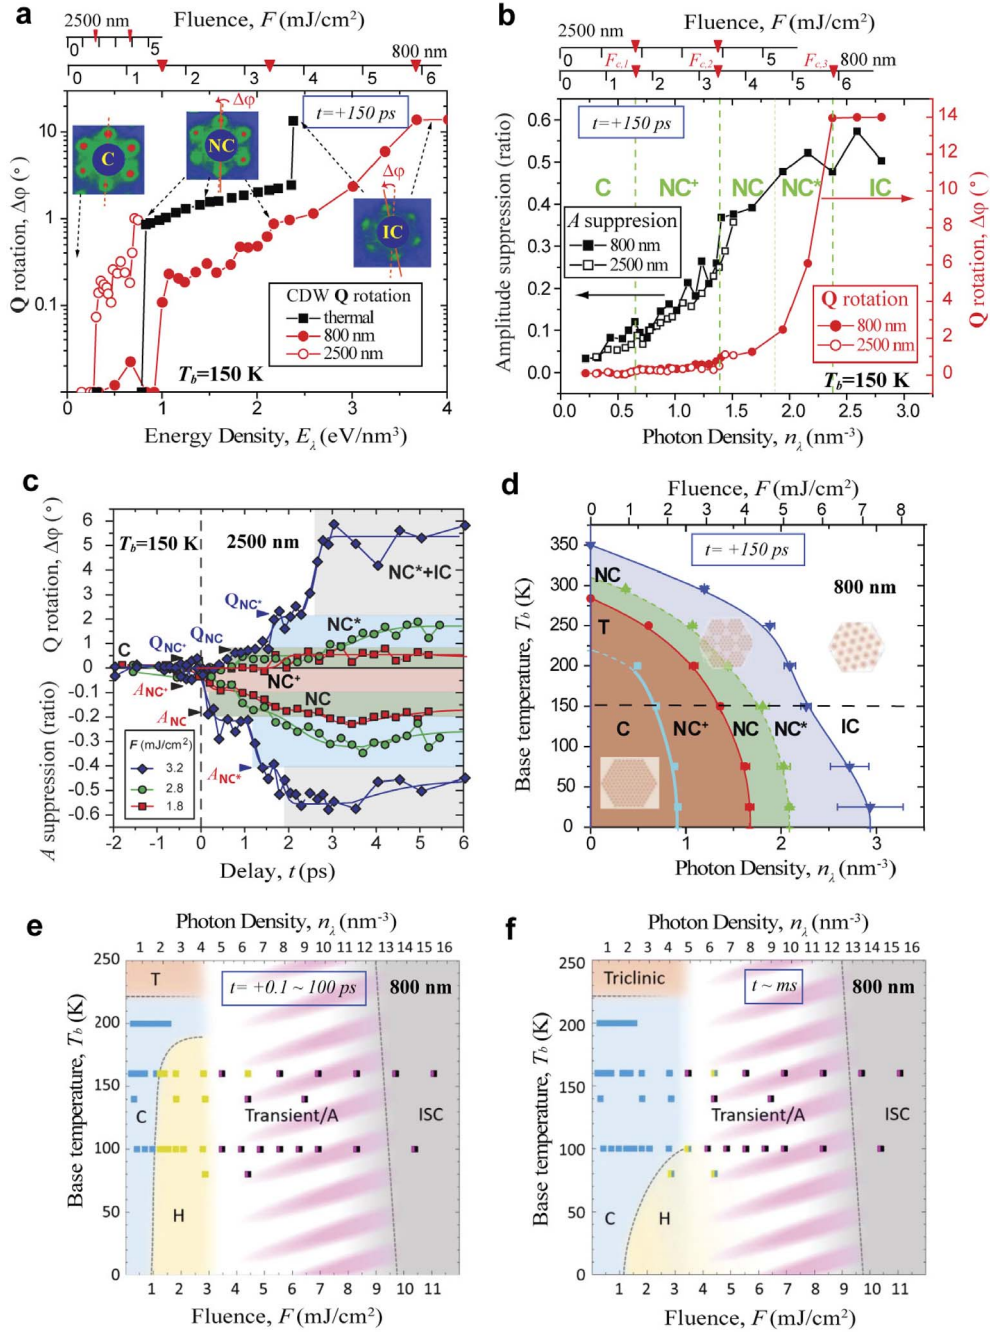 a
Fluence, F (mJ/cm²)
2500 nm
0 5
800 nm
0 1 2 3 4 5 6
Q rotation, Δφ (°)
10
1
0.1
Δφ
t=+150 ps
C
NC
Δφ
IC
CDW Q rotation
thermal
800 nm
2500 nm
T_b=150 K
0 1 2 3 4
Energy Density, E_λ (eV/nm³)
b
Fluence, F (mJ/cm²)
2500 nm
0 5
F_c,1 F_c,2 F_c,3 800 nm
0 1 2 3 4 5 6
Amplitude suppression (ratio)
0.6
0.5
0.4
0.3
0.2
0.1
0.0
t=+150 ps
C NC⁺ NC NC* IC
A suppresion
800 nm
2500 nm
Q rotation
800 nm
2500 nm
T_b=150 K
14
12
10
8
6
4
2
0
Q rotation, Δφ (°)
0.0 0.5 1.0 1.5 2.0 2.5 3.0
Photon Density, n_λ (nm⁻³)
c
Q rotation, Δφ (°)
A suppression (ratio)
6
5
4
3
2
1
0
-0.1
-0.2
-0.3
-0.4
-0.5
-0.6
T_b=150 K
2500 nm
NC*+IC
Q_NC*
NC*
Q_NC⁺ Q_NC
C
NC⁺
A_NC⁺
NC
A_NC
A_NC*
F (mJ/cm²)
3.2
2.8
1.8
-2 -1 0 1 2 3 4 5 6
Delay, t (ps)
d
Fluence, F (mJ/cm²)
0 1 2 3 4 5 6 7 8
t= +150 ps
800 nm
Base temperature, T_b (K)
350
300
250
200
150
100
50
0
NC
T
C NC⁺ NC NC* IC
0 1 2 3
Photon Density, n_λ (nm⁻³)
e
Photon Density, n_λ (nm⁻³)
1 2 3 4 5 6 7 8 9 10 11 12 13 14 15 16
Base temperature, T_b (K)
250
200
150
100
50
0
T
t= +0.1 ~ 100 ps
800 nm
C
Transient/A
ISC
H
1 2 3 4 5 6 7 8 9 10 11
Fluence, F (mJ/cm²)
f
Photon Density, n_λ (nm⁻³)
1 2 3 4 5 6 7 8 9 10 11 12 13 14 15 16
Base temperature, T_b (K)
250
200
150
100
50
0
Triclinic
t ~ ms
800 nm
Transient/A
ISC
C
H
1 2 3 4 5 6 7 8 9 10 11
Fluence, F (mJ/cm²)